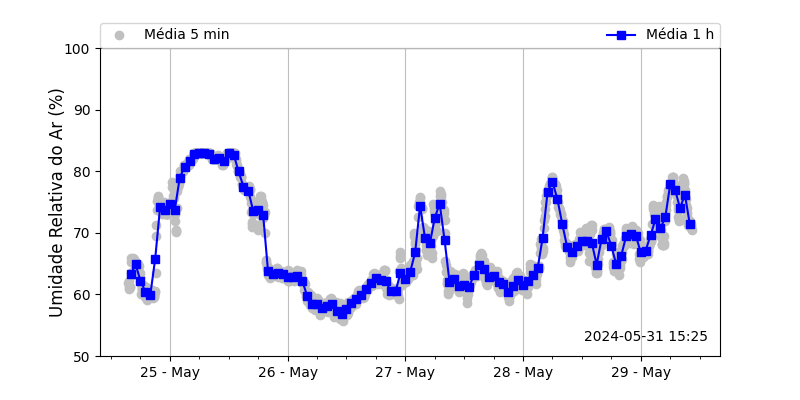 Média 5 min
Média 1 h
Umidade Relativa do Ar (%)
100
90
80
70
60
50
2024-05-31 15:25
25 - May
26 - May
27 - May
28 - May
29 - May